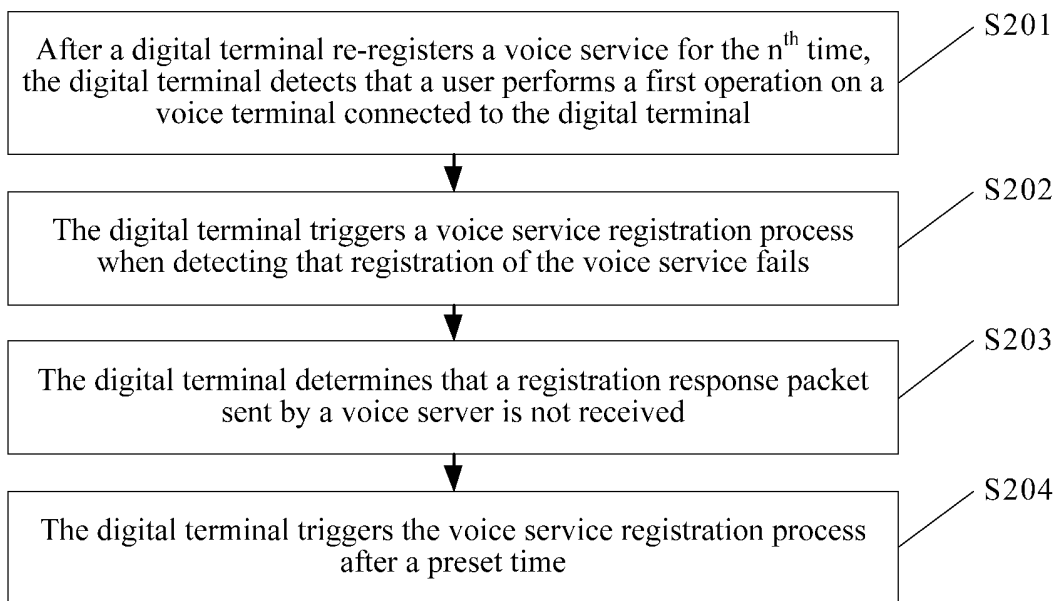 After a digital terminal re-registers a voice service for the nth time,
the digital terminal detects that a user performs a first operation on a
voice terminal connected to the digital terminal
S201
The digital terminal triggers a voice service registration process
when detecting that registration of the voice service fails
S202
The digital terminal determines that a registration response packet
sent by a voice server is not received
S203
The digital terminal triggers the voice service registration process
after a preset time
S204